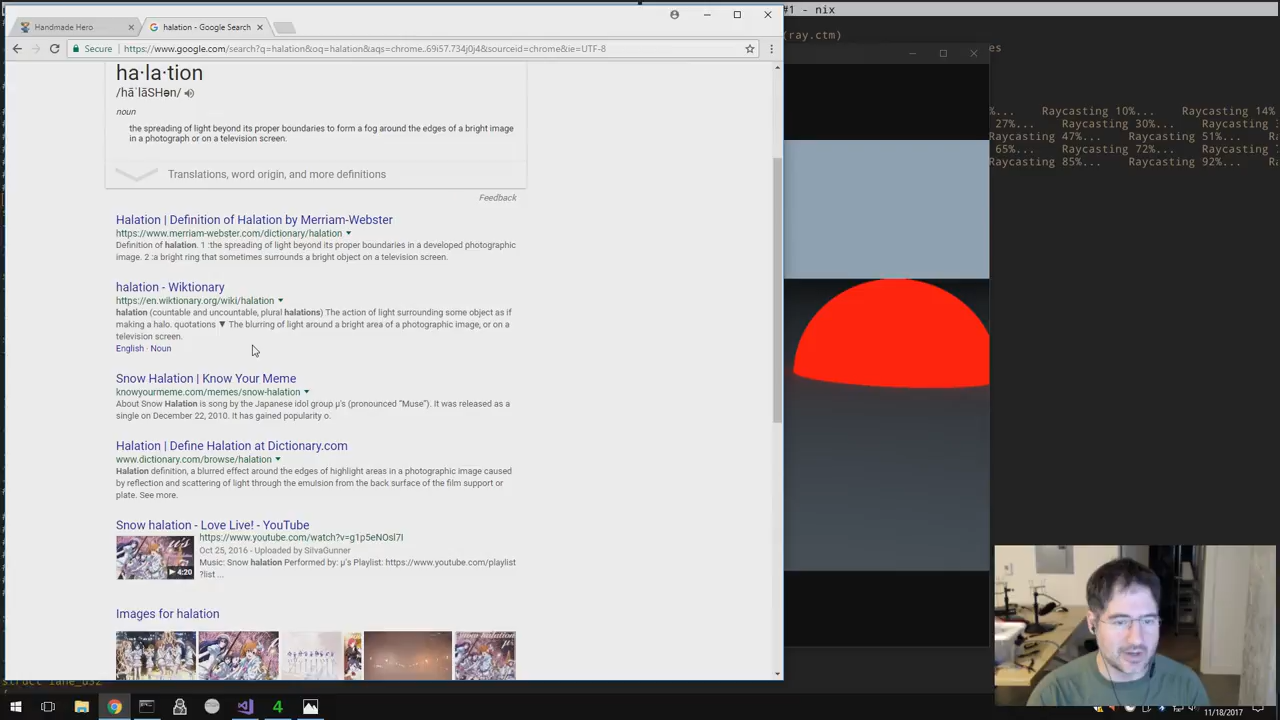 Handmade Hero
halation - Google Search
#1 - nix
Secure
https://www.google.com/search?q=halation&oq=halation&aqs=chrome..69i57.734j0j4&sourceid=chrome&ie=UTF-8
(ray.ctm)
es
ha·la·tion
/hāˈlāSHən/
noun
the spreading of light beyond its proper boundaries to form a fog around the edges of a bright image
in a photograph or on a television screen.
Translations, word origin, and more definitions
Feedback
%... Raycasting 10%... Raycasting 14%
27%... Raycasting 30%... Raycasting 3
Raycasting 47%... Raycasting 51%
65%... Raycasting 72%... Raycasting 7
Raycasting 85%... Raycasting 92%...
Halation | Definition of Halation by Merriam-Webster
https://www.merriam-webster.com/dictionary/halation
Definition of halation. 1 :the spreading of light beyond its proper boundaries in a developed photographic
image. 2 :a bright ring that sometimes surrounds a bright object on a television screen.
halation - Wiktionary
https://en.wiktionary.org/wiki/halation
halation (countable and uncountable, plural halations) The action of light surrounding some object as if
making a halo. quotations ▼ The blurring of light around a bright area of a photographic image, or on a
television screen.
English · Noun
Snow Halation | Know Your Meme
knowyourmeme.com/memes/snow-halation
About Snow Halation is song by the Japanese idol group μ's (pronounced “Muse”). It was released as a
single on December 22, 2010. It has gained popularity o.
Halation | Define Halation at Dictionary.com
www.dictionary.com/browse/halation
Halation definition, a blurred effect around the edges of highlight areas in a photographic image caused
by reflection and scattering of light through the emulsion from the back surface of the film support or
plate. See more.
Snow halation - Love Live! - YouTube
https://www.youtube.com/watch?v=g1p5eNOsl7I
Oct 25, 2016 - Uploaded by SilvaGunner
Music: Snow halation Performed by: μ's Playlist: https://www.youtube.com/playlist
?list ...
4:20
Images for halation
struct lane_u32
11/18/2017